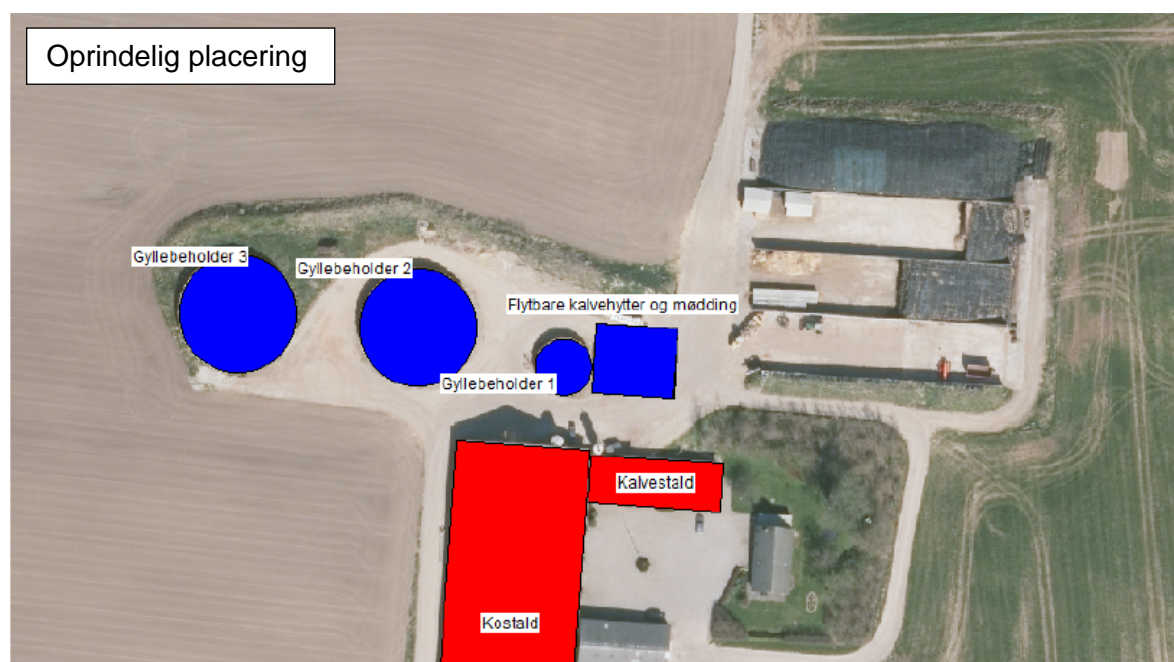 Oprindelig placering
Gyllebeholder 3
Gyllebeholder 2
Flytbare kalvehytter og mødding
Gyllebeholder 1
Kalvestald
Kostald